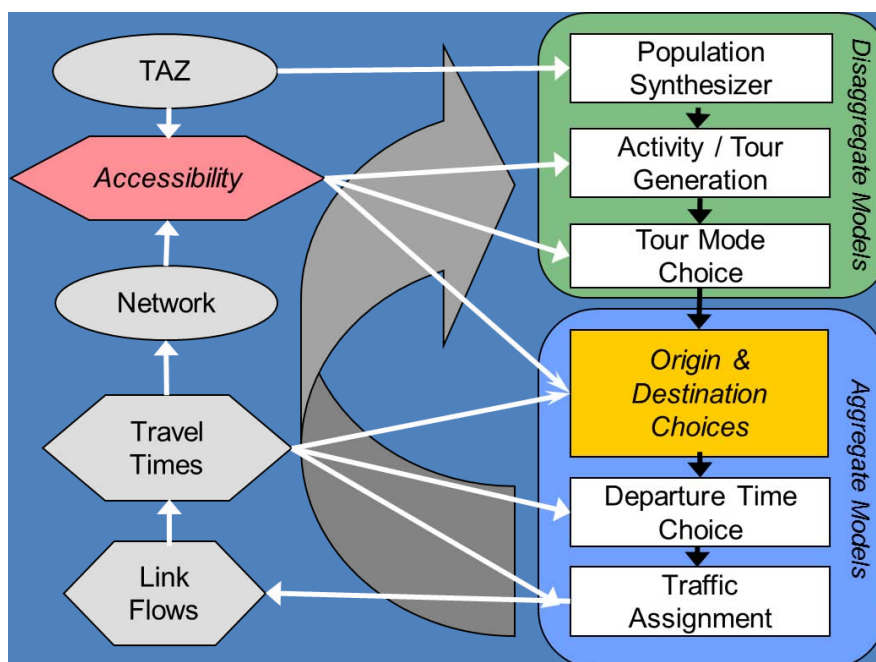 TAZ
Accessibility
Network
Travel
Times
Link
Flows
Population
Synthesizer
Activity / Tour
Generation
Tour Mode
Choice
Disaggregate Models
Origin &
Destination
Choices
Departure Time
Choice
Traffic
Assignment
Aggregate Models